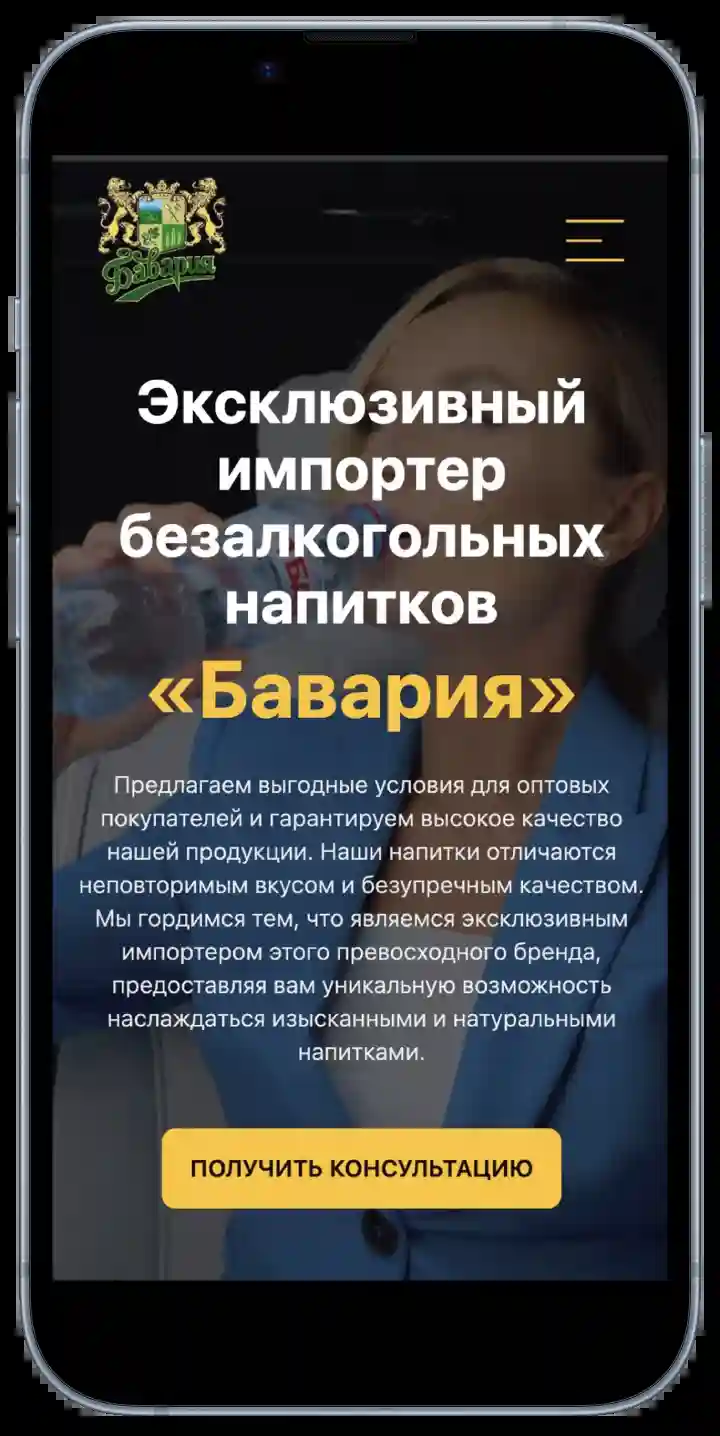 Бавария
Эксклюзивный
импортер
безалкогольных
напитков
«Бавария»
Предлагаем выгодные условия для оптовых
покупателей и гарантируем высокое качество
нашей продукции. Наши напитки отличаются
неповторимым вкусом и безупречным качеством.
Мы гордимся тем, что являемся эксклюзивным
импортером этого превосходного бренда,
предоставляя вам уникальную возможность
наслаждаться изысканными и натуральными
напитками.
ПОЛУЧИТЬ КОНСУЛЬТАЦИЮ